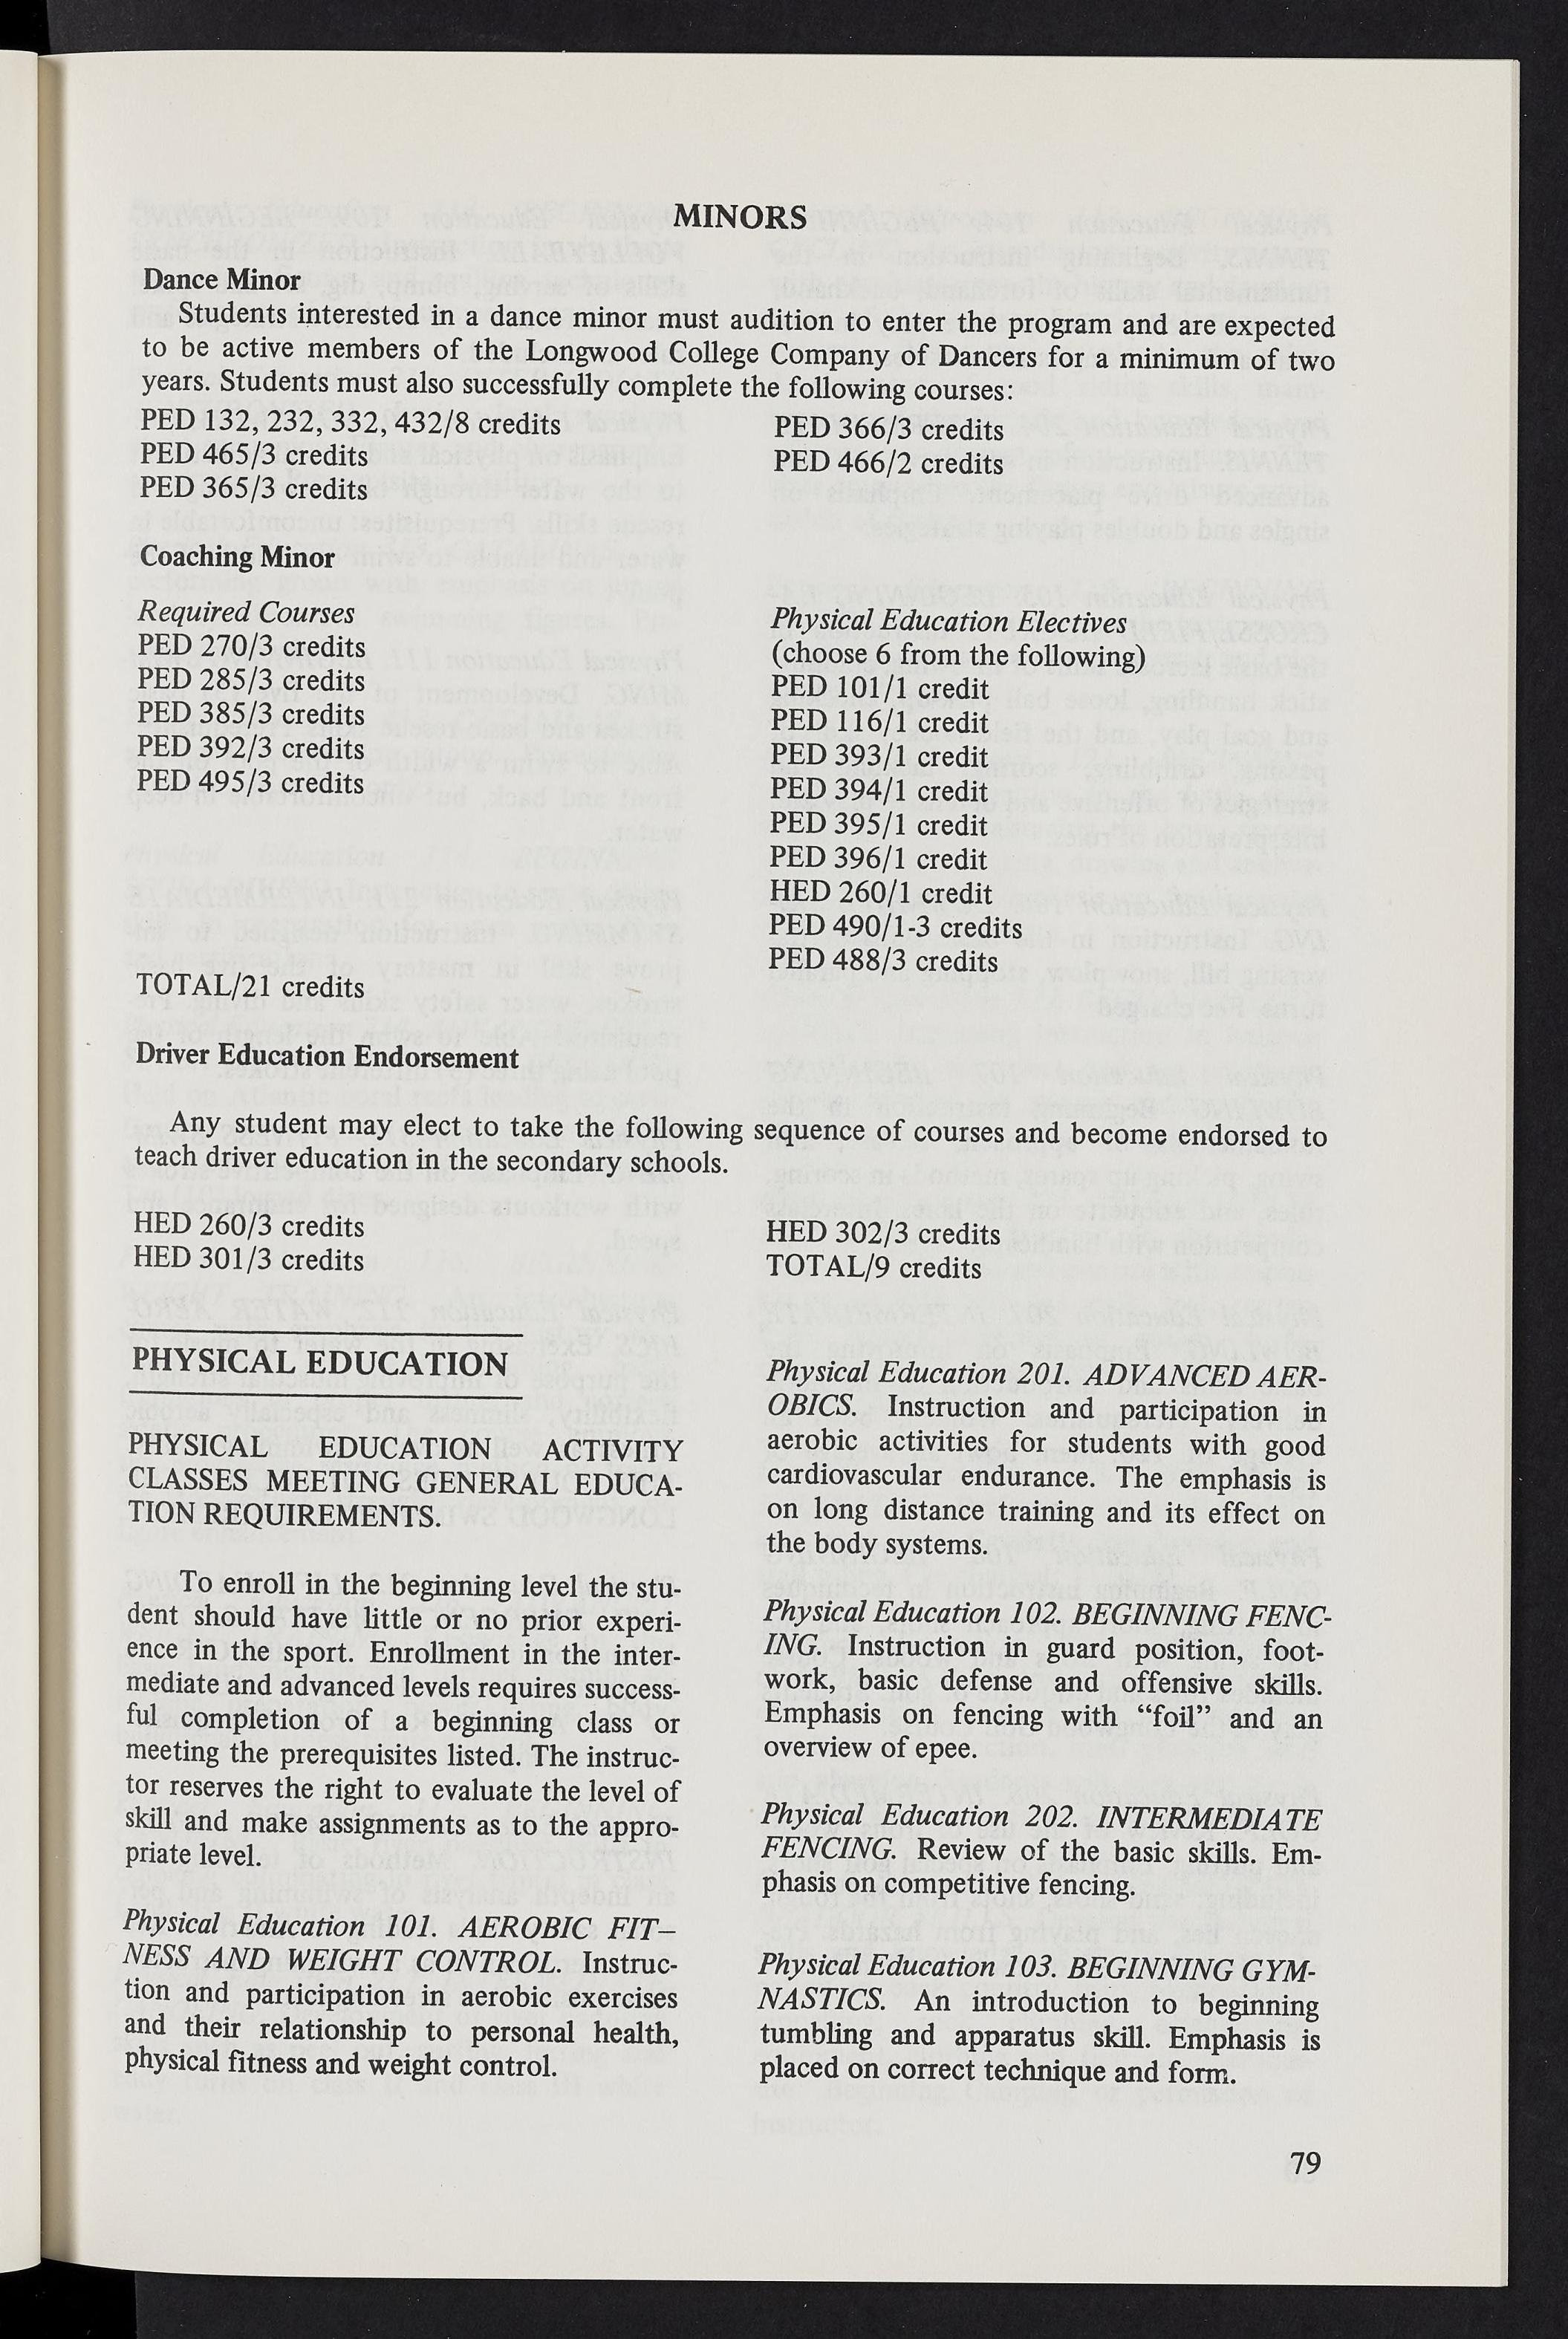 MINORS
Dance Minor
Students interested in a dance minor must audition to enter the program and are expected
to be active members of the Longwood College Company of Dancers for a minimum of two
years. Students must also successfully complete the following courses:
PED 132, 232, 332, 432/8 credits
PED 465/3 credits
PED 365/3 credits
PED 366/3 credits
PED 466/2 credits
Coaching Minor
Required Courses
PED 270/3 credits
PED 285/3 credits
PED 385/3 credits
PED 392/3 credits
PED 495/3 credits
TOTAL/21 credits
Physical Education Electives
(choose 6 from the following)
PED 101/1 credit
PED 116/1 credit
PED 393/1 credit
PED 394/1 credit
PED 395/1 credit
PED 396/1 credit
HED 260/1 credit
PED 490/1-3 credits
PED 488/3 credits
Driver Education Endorsement
Any student may elect to take the following sequence of courses and become endorsed to
teach driver education in the secondary schools.
HED 260/3 credits
HED 301/3 credits
HED 302/3 credits
TOTAL/9 credits
PHYSICAL EDUCATION
PHYSICAL EDUCATION ACTIVITY
CLASSES MEETING GENERAL EDUCA-
TION REQUIREMENTS.
To enroll in the beginning level the stu-
dent should have little or no prior experi-
ence in the sport. Enrollment in the inter-
mediate and advanced levels requires success-
ful completion of a beginning class or
meeting the prerequisites listed. The instruc-
tor reserves the right to evaluate the level of
skill and make assignments as to the appro-
priate level.
Physical Education 101. AEROBIC FIT–
NESS AND WEIGHT CONTROL. Instruc-
tion and participation in aerobic exercises
and their relationship to personal health,
physical fitness and weight control.
Physical Education 201. ADVANCED AER-
OBICS. Instruction and participation in
aerobic activities for students with good
cardiovascular endurance. The emphasis is
on long distance training and its effect on
the body systems.
Physical Education 102. BEGINNING FENC-
ING. Instruction in guard position, foot-
work, basic defense and offensive skills.
Emphasis on fencing with “foil” and an
overview of epee.
Physical Education 202. INTERMEDIATE
FENCING. Review of the basic skills. Em-
phasis on competitive fencing.
Physical Education 103. BEGINNING GYM-
NASTICS. An introduction to beginning
tumbling and apparatus skill. Emphasis is
placed on correct technique and form.
79